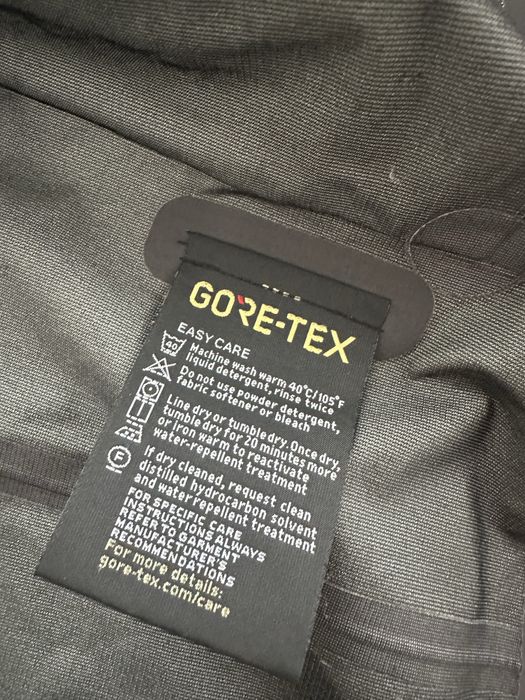 GORE-TEX
EASY CARE
40
Machine wash warm 40°C/105°F
liquid detergent, rinse twice
Do not use powder detergent,
fabric softener or bleach
Line dry or tumble dry. Once dry,
tumble dry for 20 minutes more
or iron warm to reactivate
water-repellent treatment
F
If dry cleaned, request clean
distilled hydrocarbon solvent
and water repellent treatment
FOR SPECIFIC CARE
INSTRUCTIONS ALWAYS
REFER TO GARMENT
MANUFACTURER'S
RECOMMENDATIONS
For more details:
gore-tex.com/care